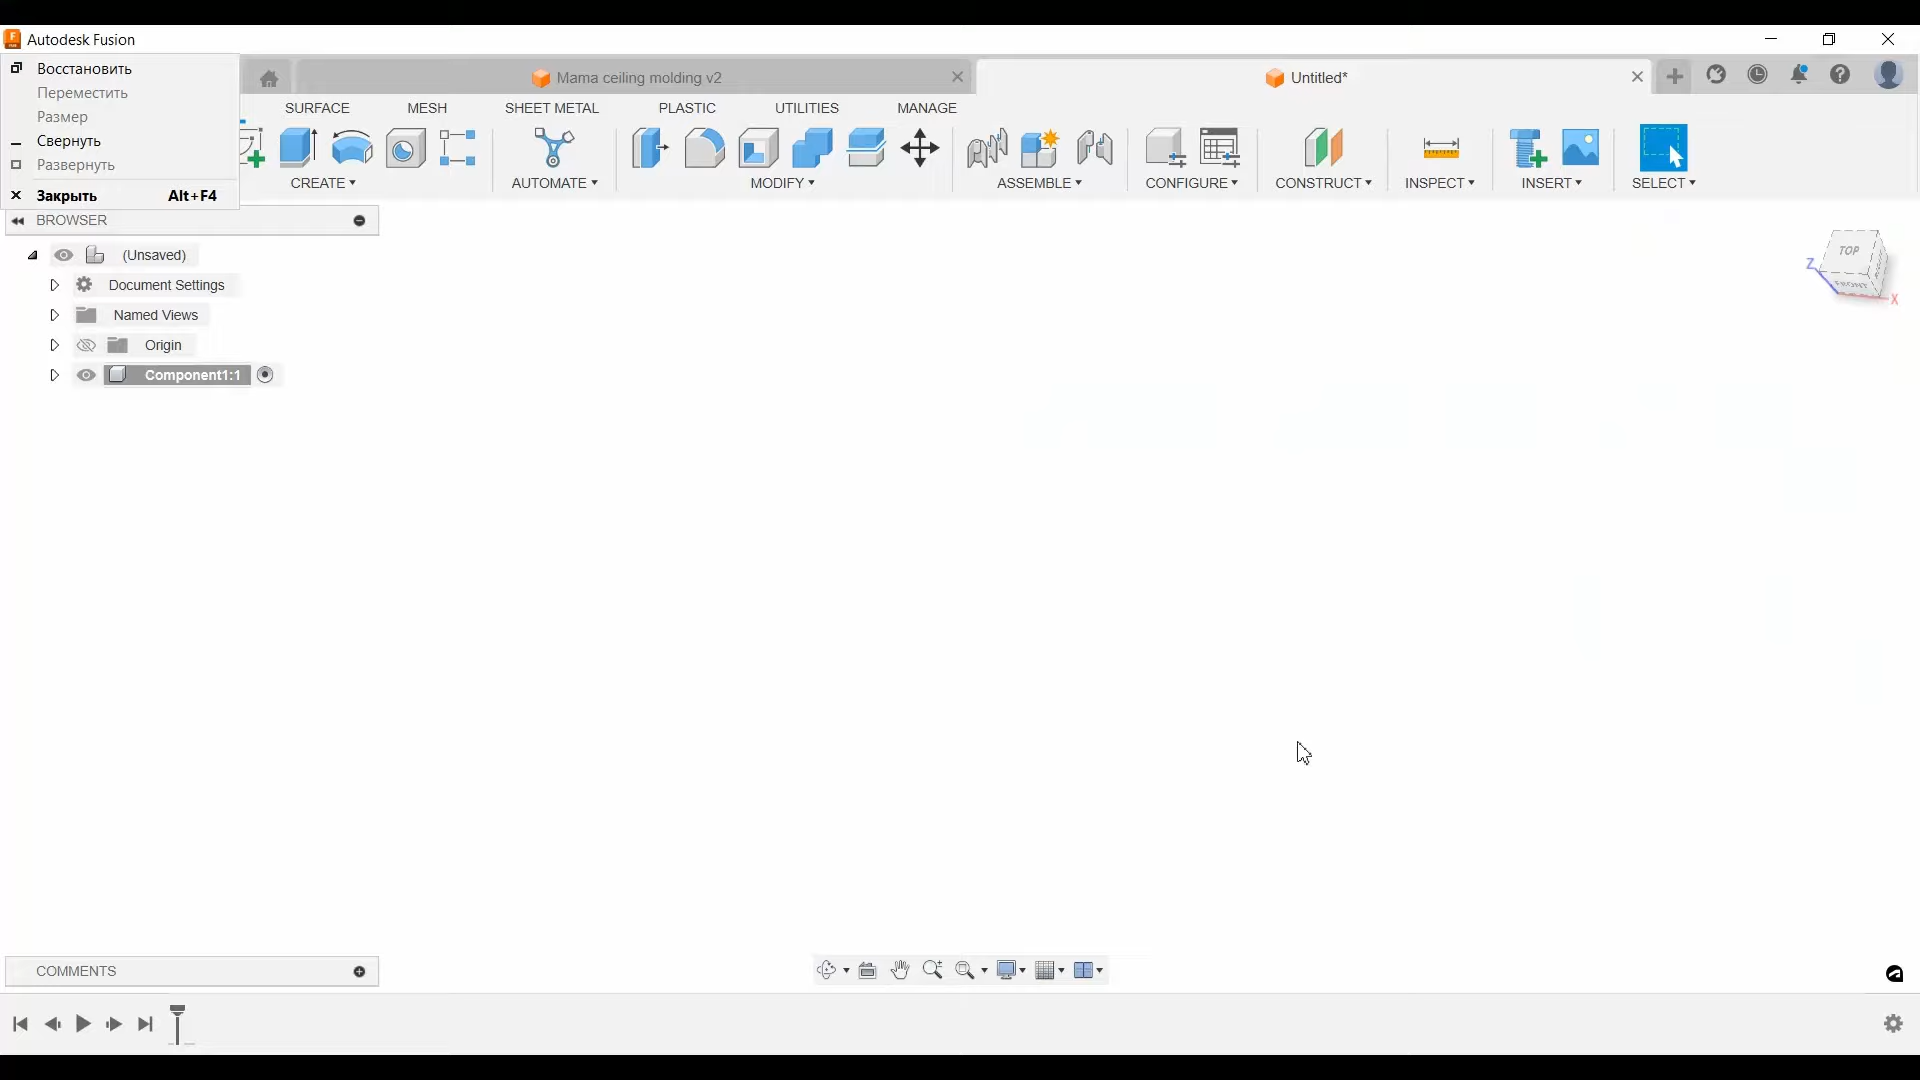 Autodesk Fusion
Восстановить
Переместить
Размер
Свернуть
Развернуть
Закрыть Alt+F4
Mama ceiling molding v2
Untitled*
SURFACE MESH SHEET METAL PLASTIC UTILITIES MANAGE
CREATE AUTOMATE MODIFY ASSEMBLE CONFIGURE CONSTRUCT INSPECT INSERT SELECT
BROWSER
(Unsaved)
Document Settings
Named Views
Origin
Component1:1
TOP
FRONT
Z
X
COMMENTS